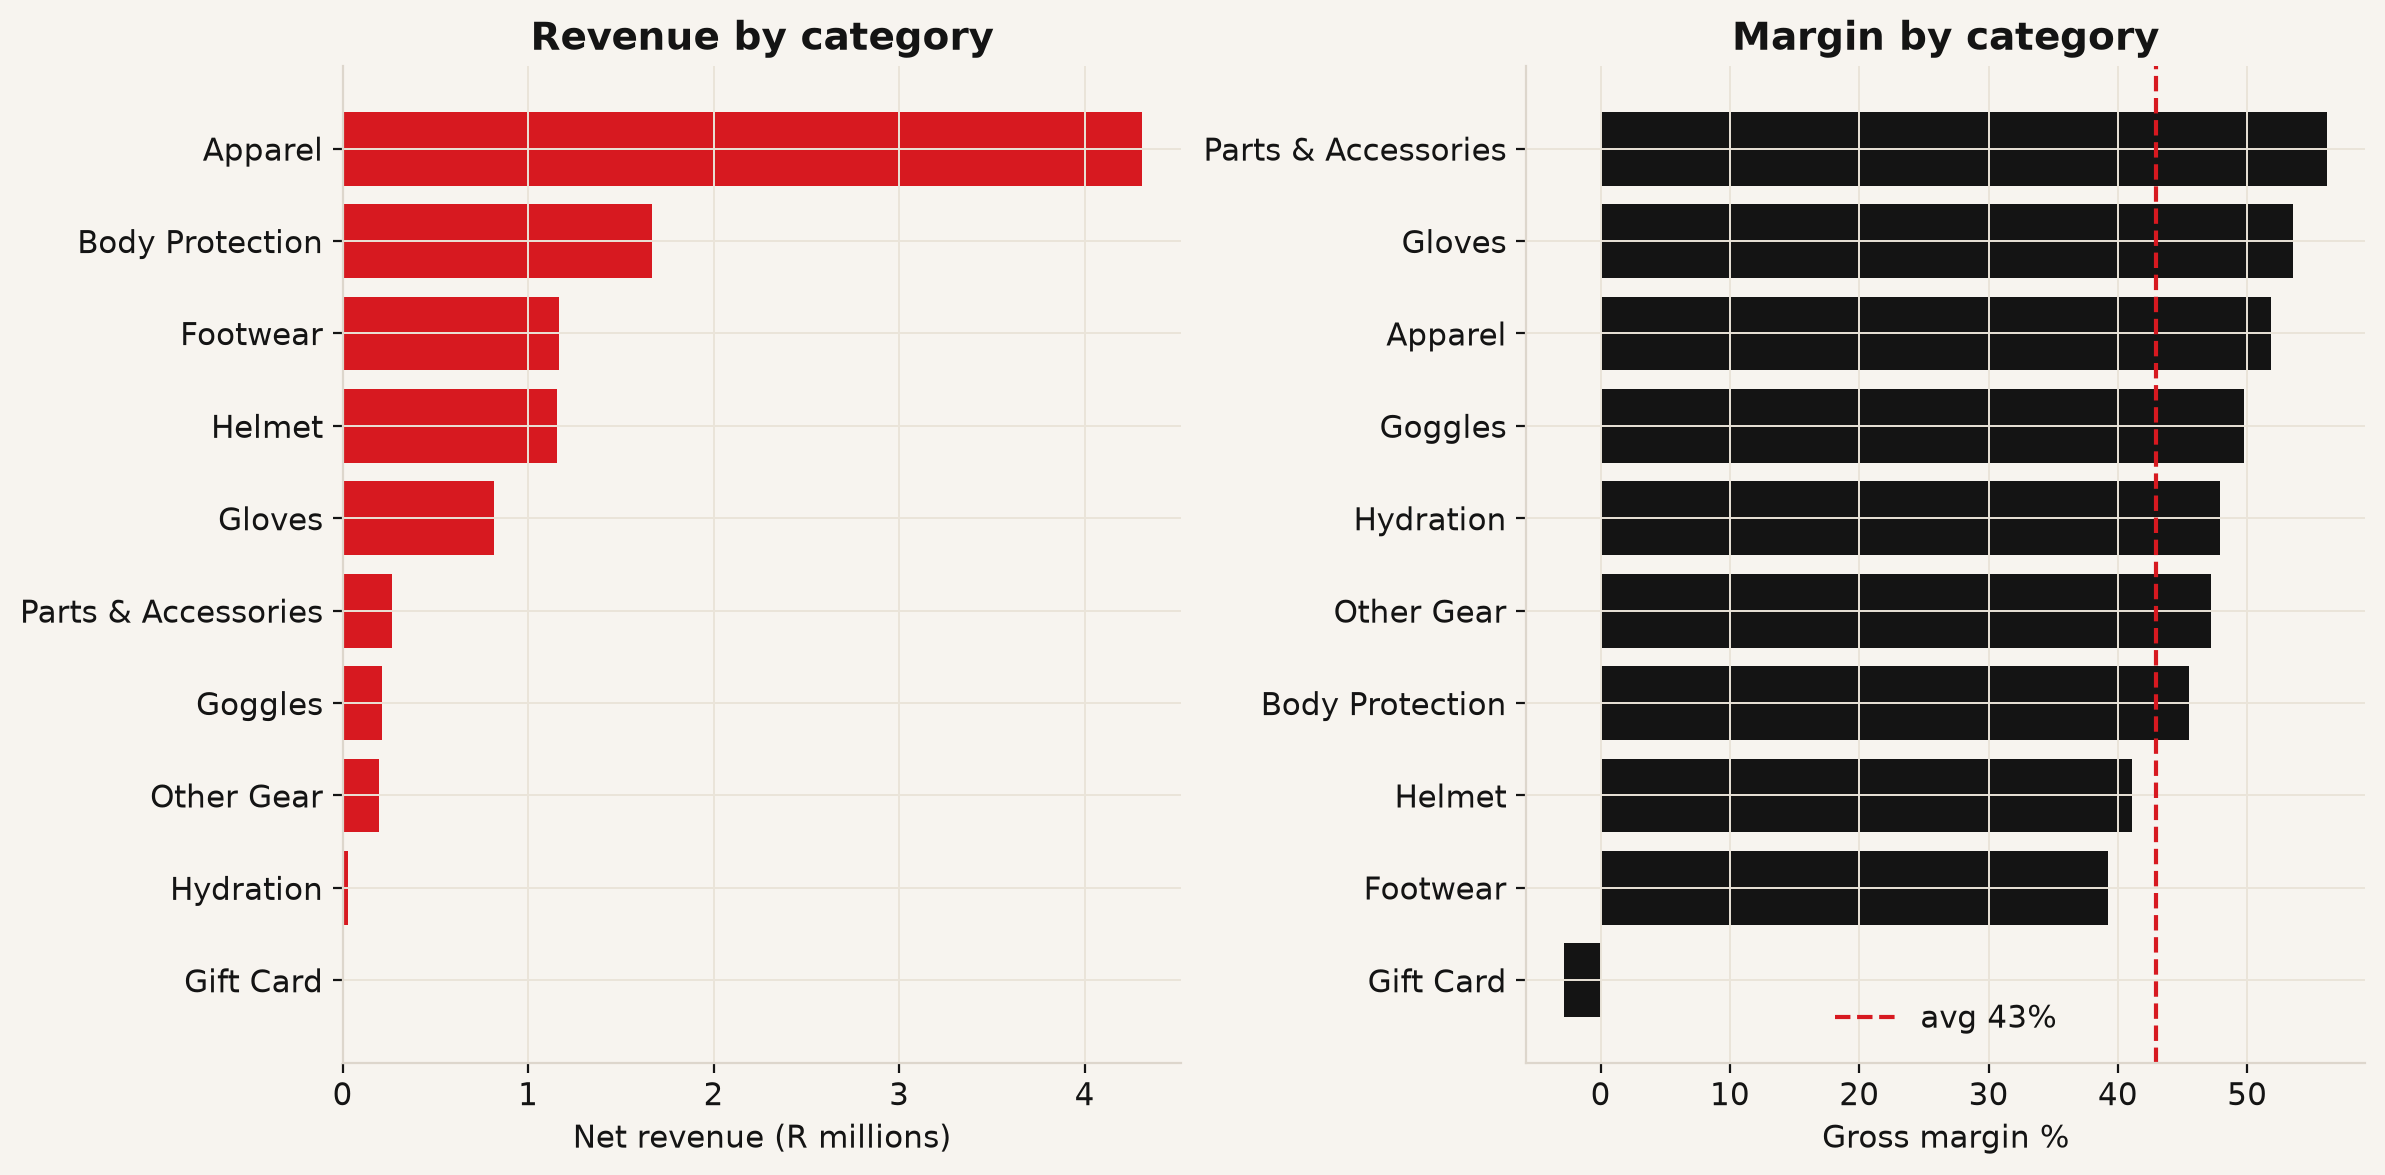 Revenue by category
Apparel
Body Protection
Footwear
Helmet
Gloves
Parts & Accessories
Goggles
Other Gear
Hydration
Gift Card
0 1 2 3 4
Net revenue (R millions)
Margin by category
Parts & Accessories
Gloves
Apparel
Goggles
Hydration
Other Gear
Body Protection
Helmet
Footwear
Gift Card
avg 43%
0 10 20 30 40 50
Gross margin %